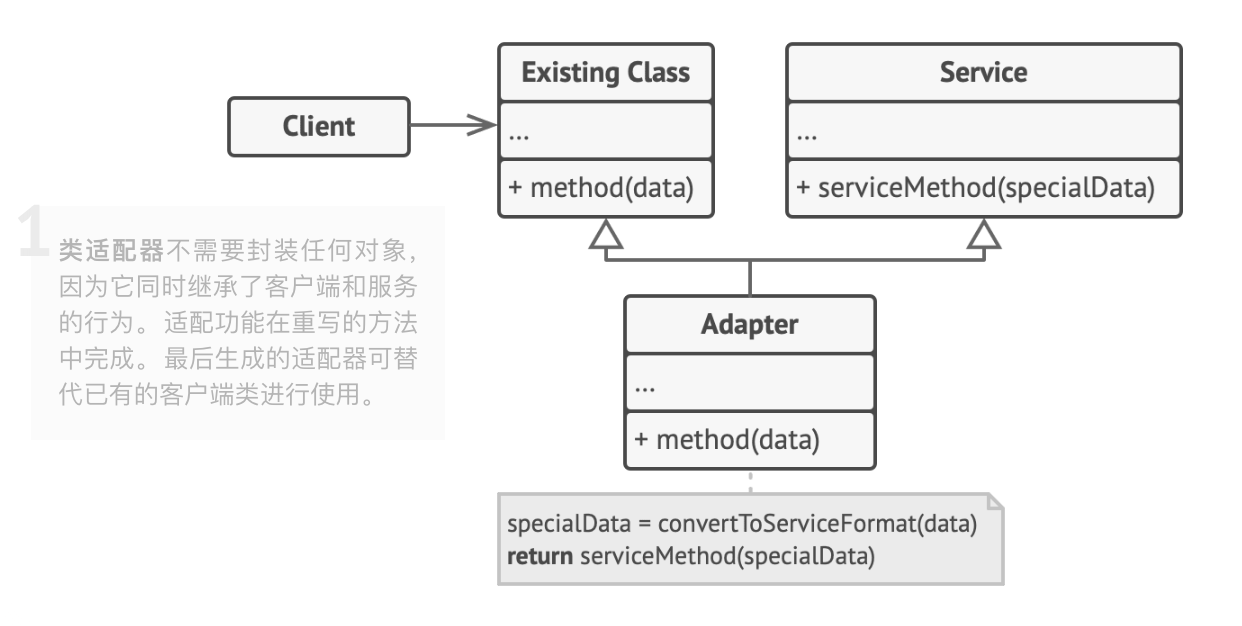 Existing Class
Service
Client
...
...
+ method(data)
+ serviceMethod(specialData)
1
类适配器不需要封装任何对象,
因为它同时继承了客户端和服务
的行为。适配功能在重写的方法
中完成。最后生成的适配器可替
代已有的客户端类进行使用。
Adapter
...
+ method(data)
specialData = convertToServiceFormat(data)
return serviceMethod(specialData)